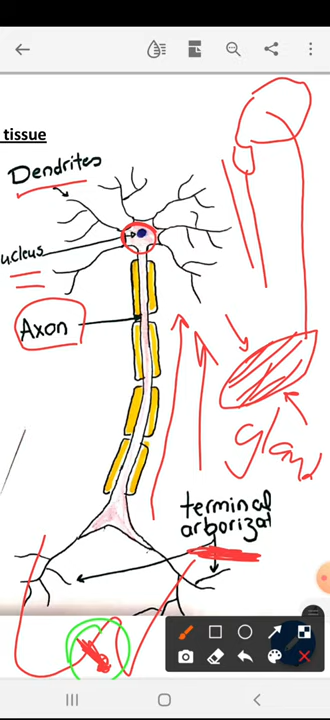 tissue
Dendrites
ucleus
Axon
gland
terminal
arborizat